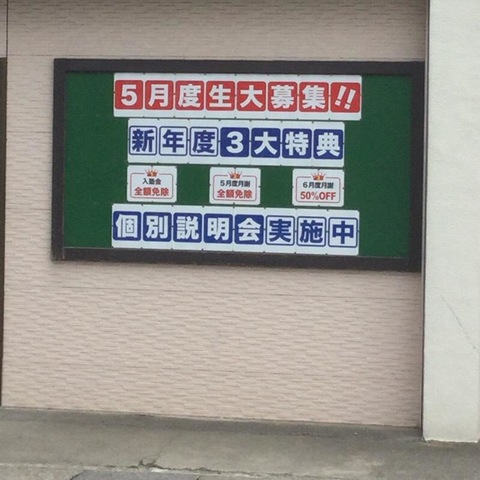 5月度生大募集!!
新年度3大特典
入塾金
全額免除
5月度月謝
全額免除
6月度月謝
50%OFF
個別説明会実施中